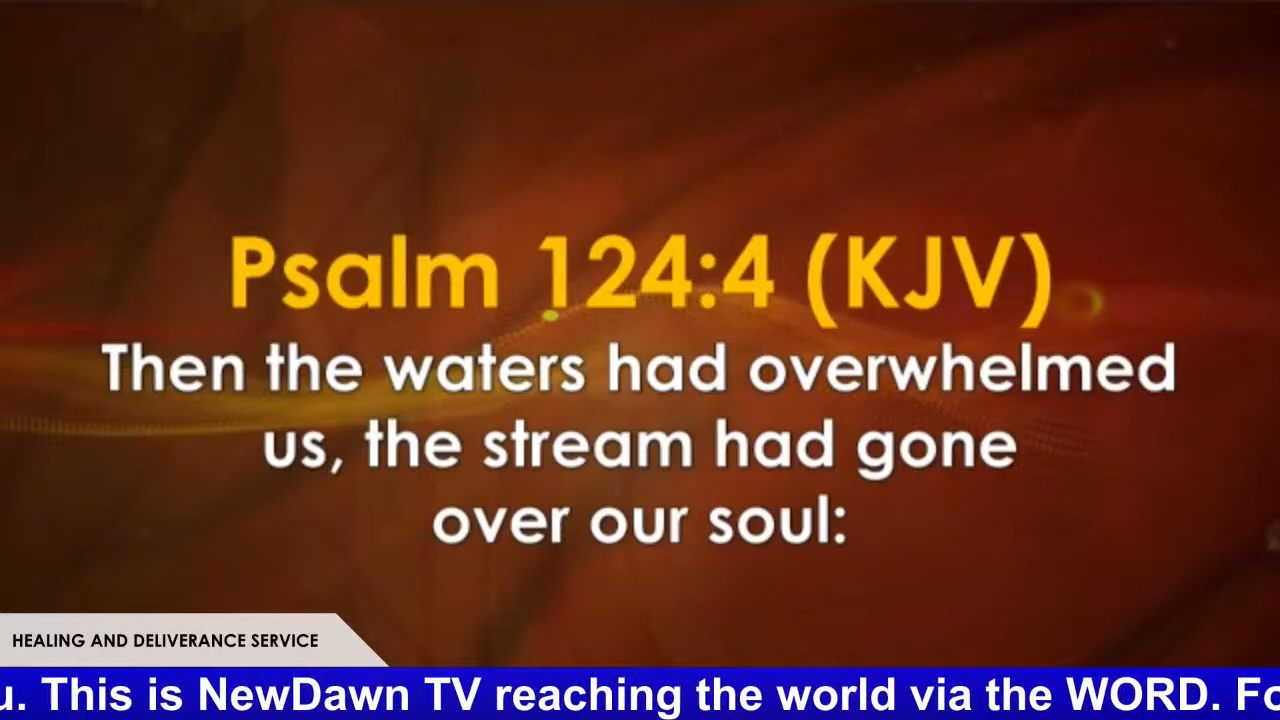 Psalm 124:4 (KJV)
Then the waters had overwhelmed
us, the stream had gone
over our soul:
HEALING AND DELIVERANCE SERVICE
This is NewDawn TV reaching the world via the WORD.